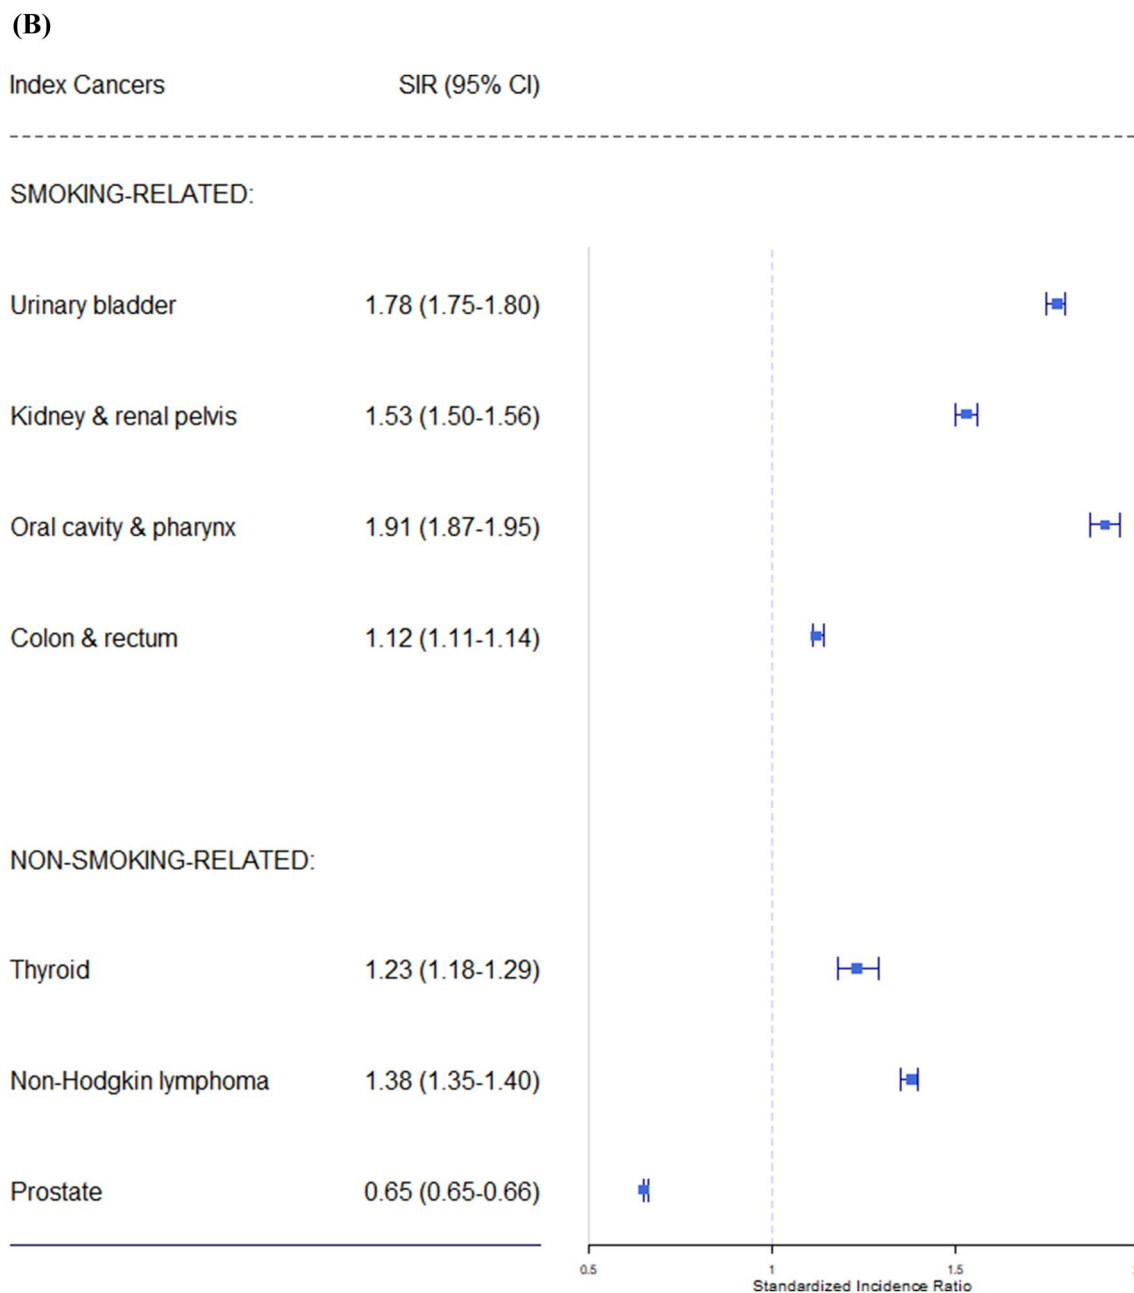 (B)
Index Cancers SIR (95% CI)
SMOKING-RELATED:
Urinary bladder 1.78 (1.75-1.80)
Kidney & renal pelvis 1.53 (1.50-1.56)
Oral cavity & pharynx 1.91 (1.87-1.95)
Colon & rectum 1.12 (1.11-1.14)
NON-SMOKING-RELATED:
Thyroid 1.23 (1.18-1.29)
Non-Hodgkin lymphoma 1.38 (1.35-1.40)
Prostate 0.65 (0.65-0.66)
0.5 1 1.5
Standardized Incidence Ratio